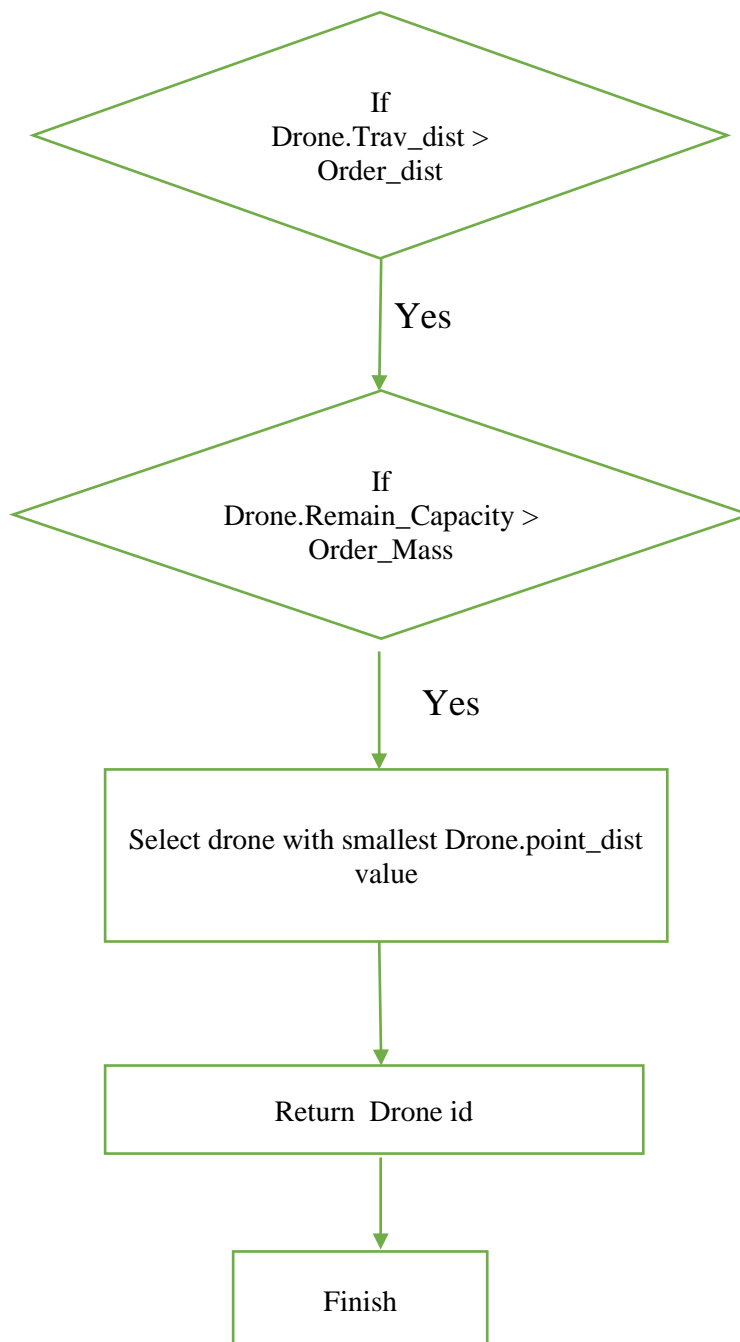 If
Drone.Trav_dist >
Order_dist
Yes
If
Drone.Remain_Capacity >
Order_Mass
Yes
Select drone with smallest Drone.point_dist
value
Return  Drone id
Finish